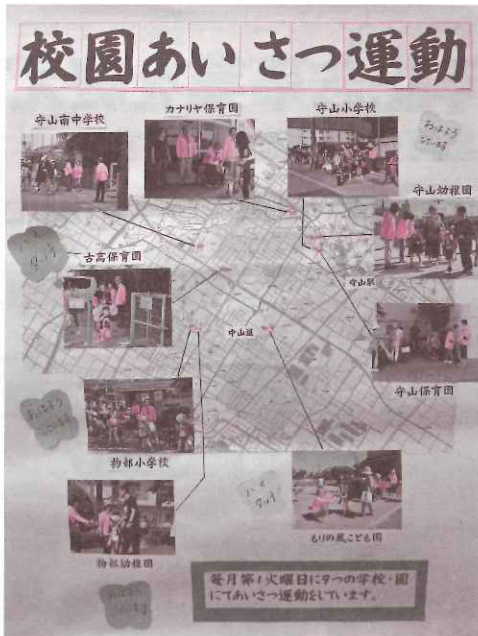 校園あいさつ運動
守山南中学校
カナリヤ保育園
守山小学校
おはよう
守山幼稚園
古高保育園
守山駅
中山道
守山保育園
物部小学校
もりの風こども園
物部幼稚園
毎月第1火曜日に9つの学校・園
にてあいさつ運動をしています。